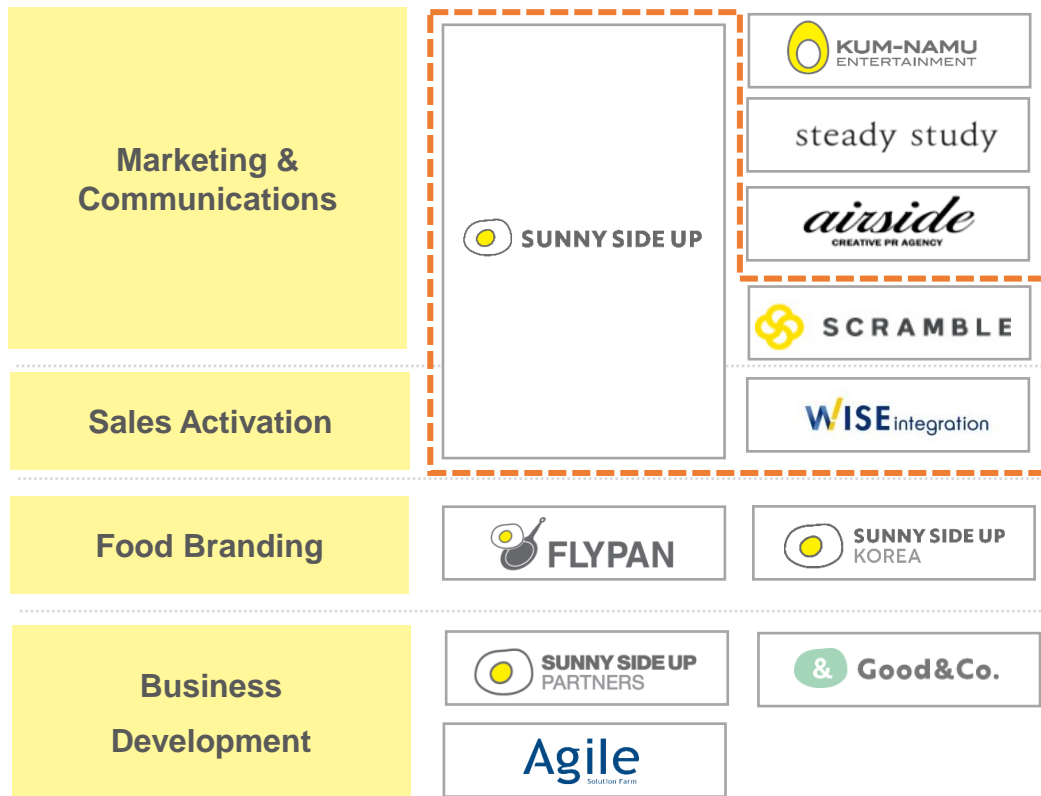 Marketing &
Communications
SUNNY SIDE UP
KUM-NAMU
ENTERTAINMENT
steady study
airside
CREATIVE PR AGENCY
SCRAMBLE
Sales Activation
WISE integration
Food Branding
FLYPAN
SUNNY SIDE UP
KOREA
Business
Development
SUNNY SIDE UP
PARTNERS
& Good&Co.
Agile
Solution Farm